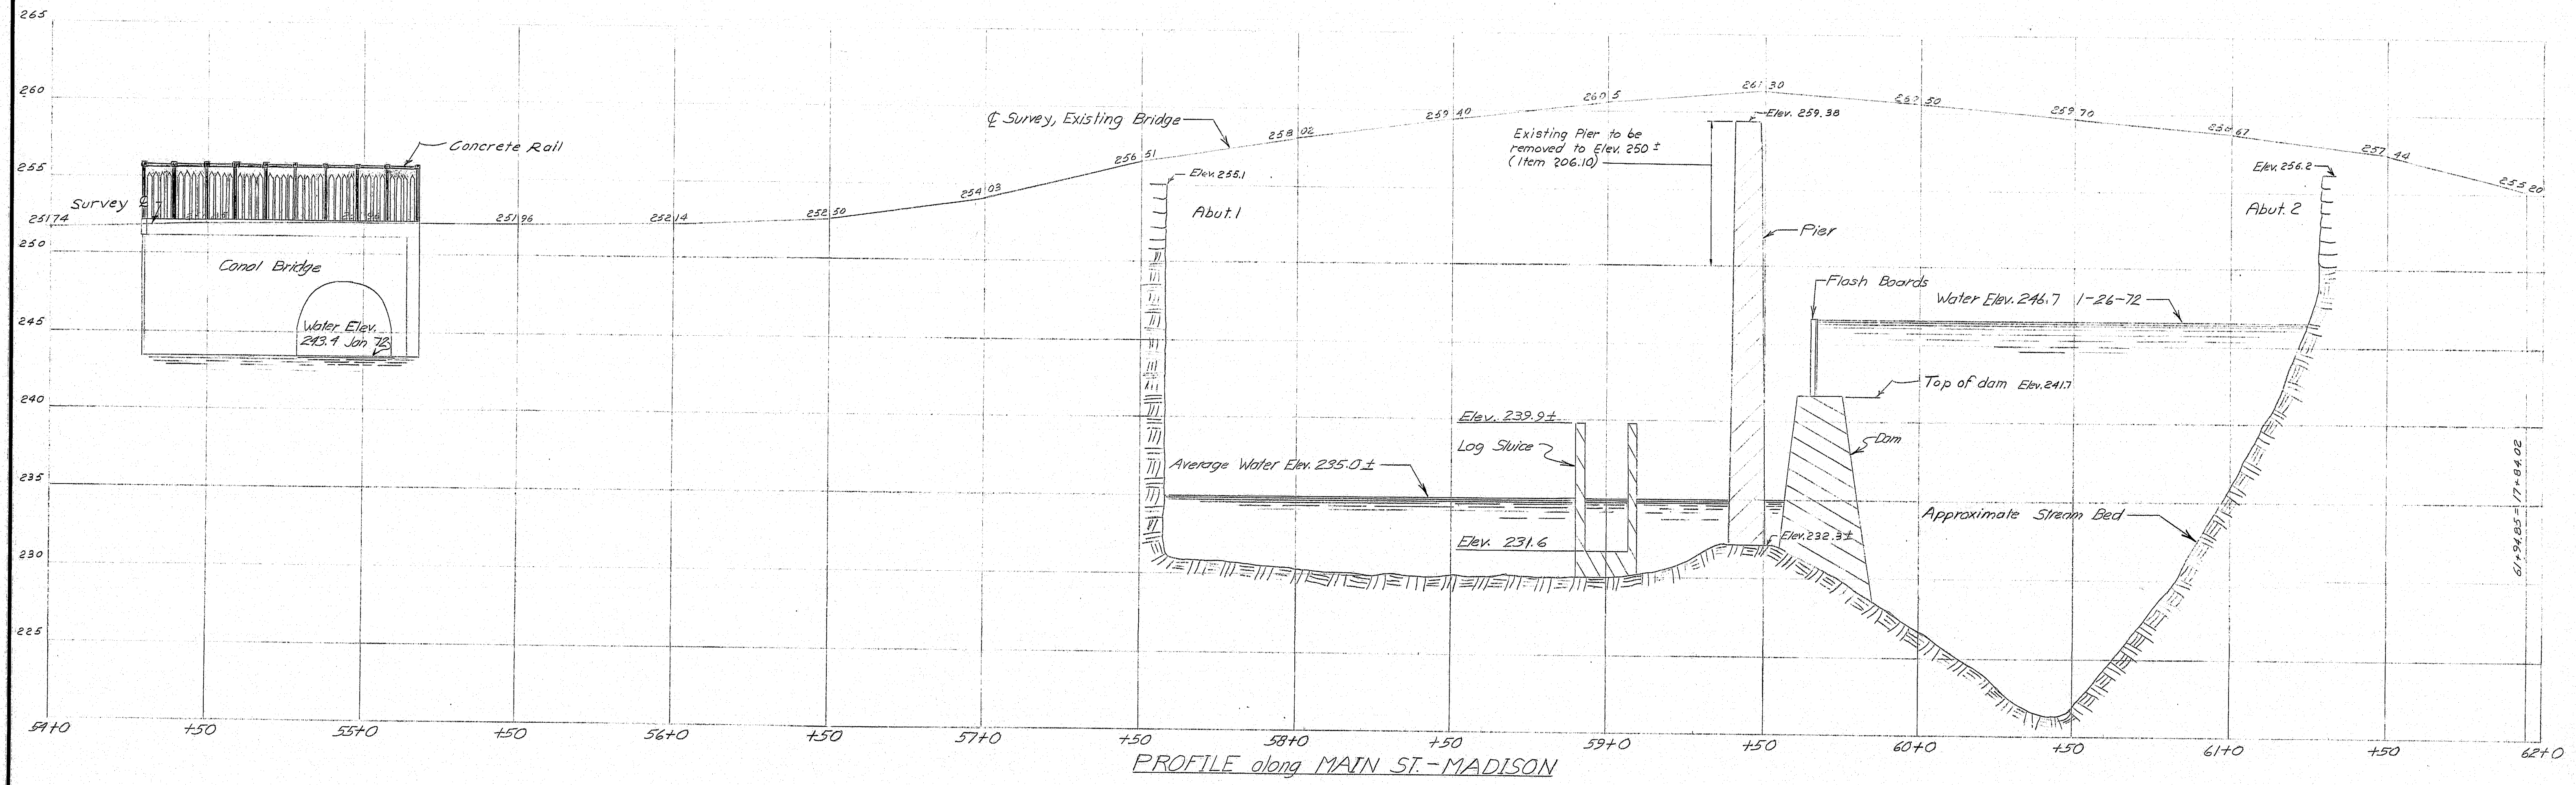 265
260
255
251.74
250
245
240
235
230
225
Concrete Rail
Survey ℄
Canal Bridge
Water Elev.
243.4 Jan 72
251.96
252.14
252.50
254.03
256.51
258.02
259.40
260.5
261.30
259.70
257.44
255.20
℄ Survey, Existing Bridge
Elev. 255.1
Abut. 1
Existing Pier to be
removed to Elev. 250 ±
(Item 206.10)
Elev. 259.38
Pier
Elev. 256.2
Abut. 2
Flash Boards
Water Elev. 246.7 1-26-72
Top of dam Elev. 241.7
Dam
Elev. 239.9±
Log Sluice
Average Water Elev. 235.0±
Elev. 231.6
Elev. 232.3±
Approximate Stream Bed
61+94.85 = 17+84.02
54+0 +50 55+0 +50 56+0 +50 57+0 +50 58+0 +50 59+0 +50 60+0 +50 61+0 +50 62+0
PROFILE along MAIN ST.-MADISON